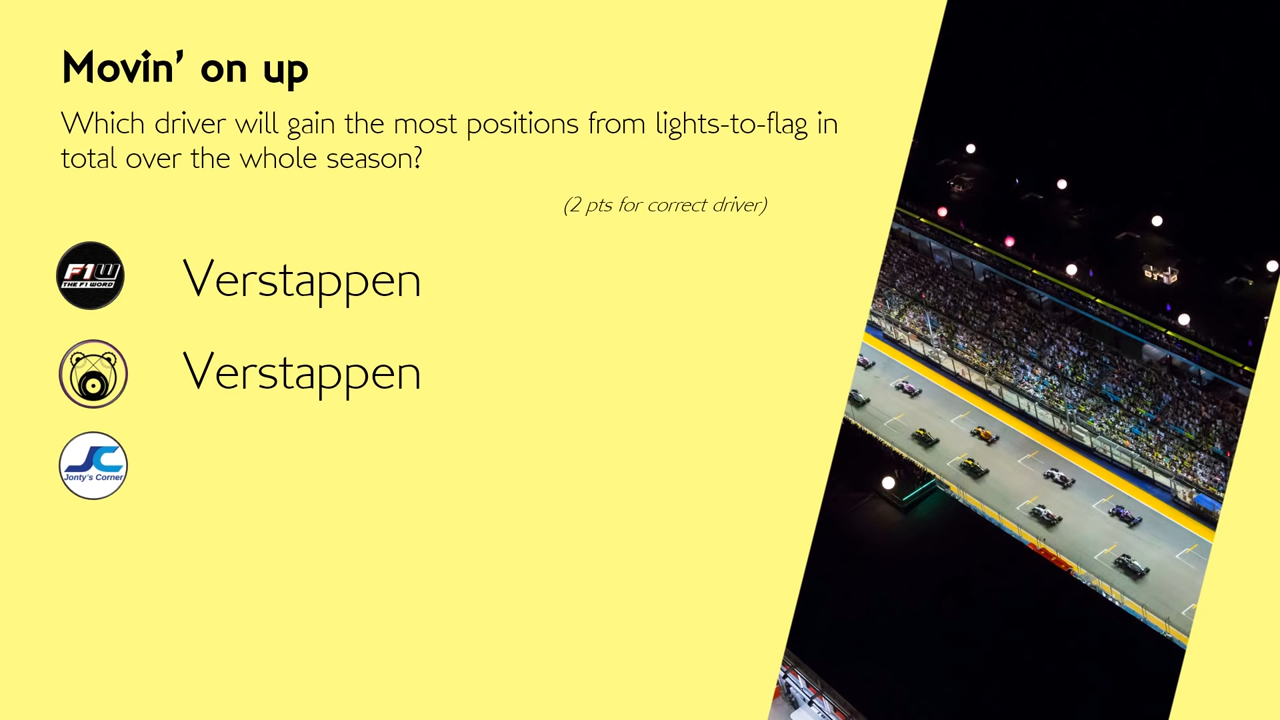 Movin' on up
Which driver will gain the most positions from lights-to-flag in
total over the whole season?
(2 pts for correct driver)
F1W
THE F1 WORD
Verstappen
Verstappen
JC
Jonty's Corner